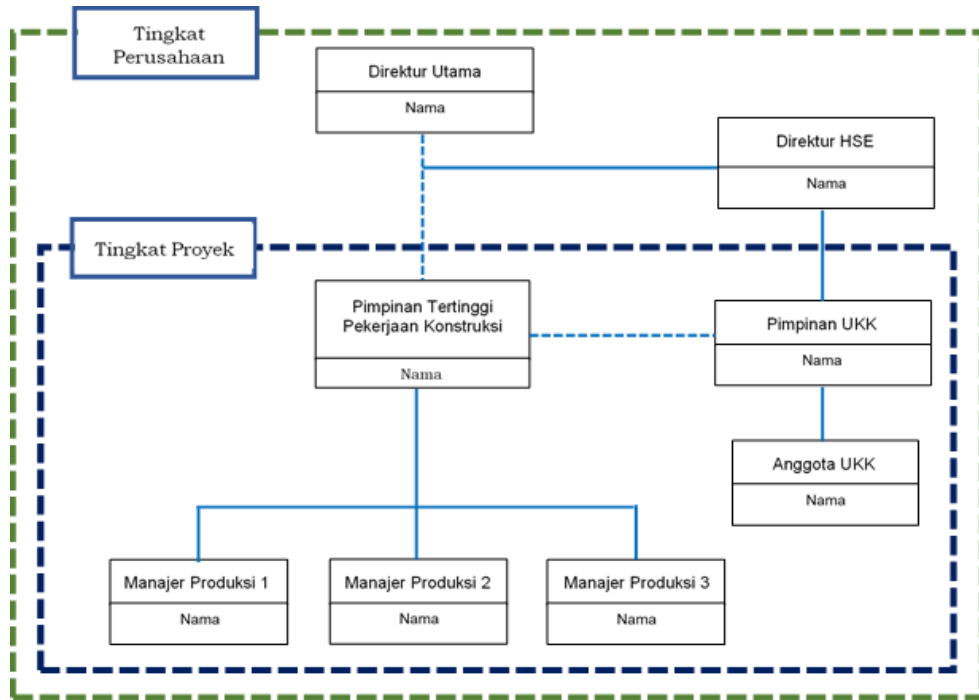 Tingkat
Perusahaan
Direktur Utama
Nama
Direktur HSE
Nama
Tingkat Proyek
Pimpinan Tertinggi
Pekerjaan Konstruksi
Nama
Pimpinan UKK
Nama
Anggota UKK
Nama
Manajer Produksi 1
Nama
Manajer Produksi 2
Nama
Manajer Produksi 3
Nama